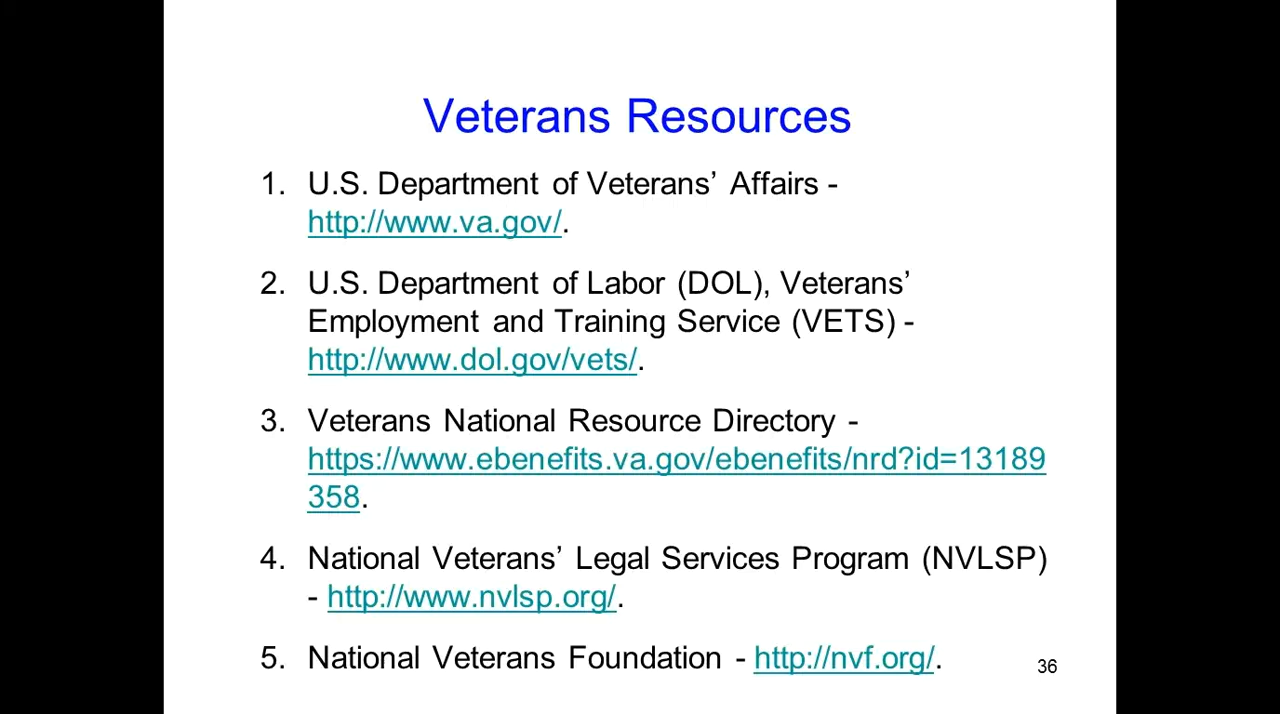 Veterans Resources
1. U.S. Department of Veterans’ Affairs -
http://www.va.gov/.
2. U.S. Department of Labor (DOL), Veterans’
Employment and Training Service (VETS) -
http://www.dol.gov/vets/.
3. Veterans National Resource Directory -
https://www.ebenefits.va.gov/ebenefits/nrd?id=13189
358.
4. National Veterans’ Legal Services Program (NVLSP)
- http://www.nvlsp.org/.
5. National Veterans Foundation - http://nvf.org/.
36